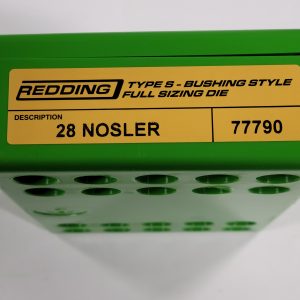 REDDING TYPE S - BUSHING STYLE
FULL SIZING DIE
DESCRIPTION
28 NOSLER 77790